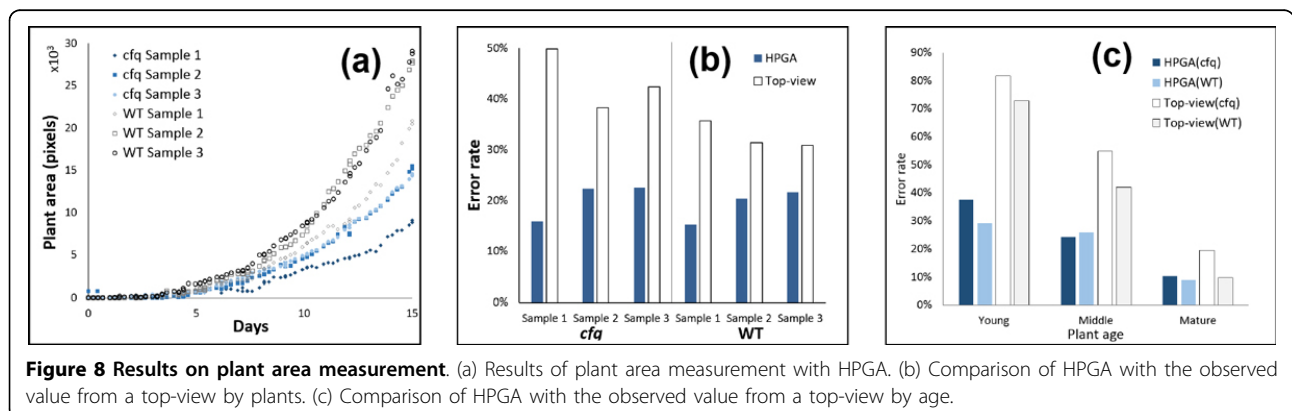 (a)
x10³
30
25
20
15
10
5
0
Plant area (pixels)
cfq Sample 1
cfq Sample 2
cfq Sample 3
WT Sample 1
WT Sample 2
WT Sample 3
0 5 10 15
Days
(b)
50%
40%
30%
20%
10%
0%
Error rate
HPGA
Top-view
Sample 1 Sample 2 Sample 3 Sample 1 Sample 2 Sample 3
cfq WT
(c)
90%
80%
70%
60%
50%
40%
30%
20%
10%
0%
Error rate
HPGA(cfq)
HPGA(WT)
Top-view(cfq)
Top-view(WT)
Young Middle Mature
Plant age
Figure 8 Results on plant area measurement. (a) Results of plant area measurement with HPGA. (b) Comparison of HPGA with the observed
value from a top-view by plants. (c) Comparison of HPGA with the observed value from a top-view by age.